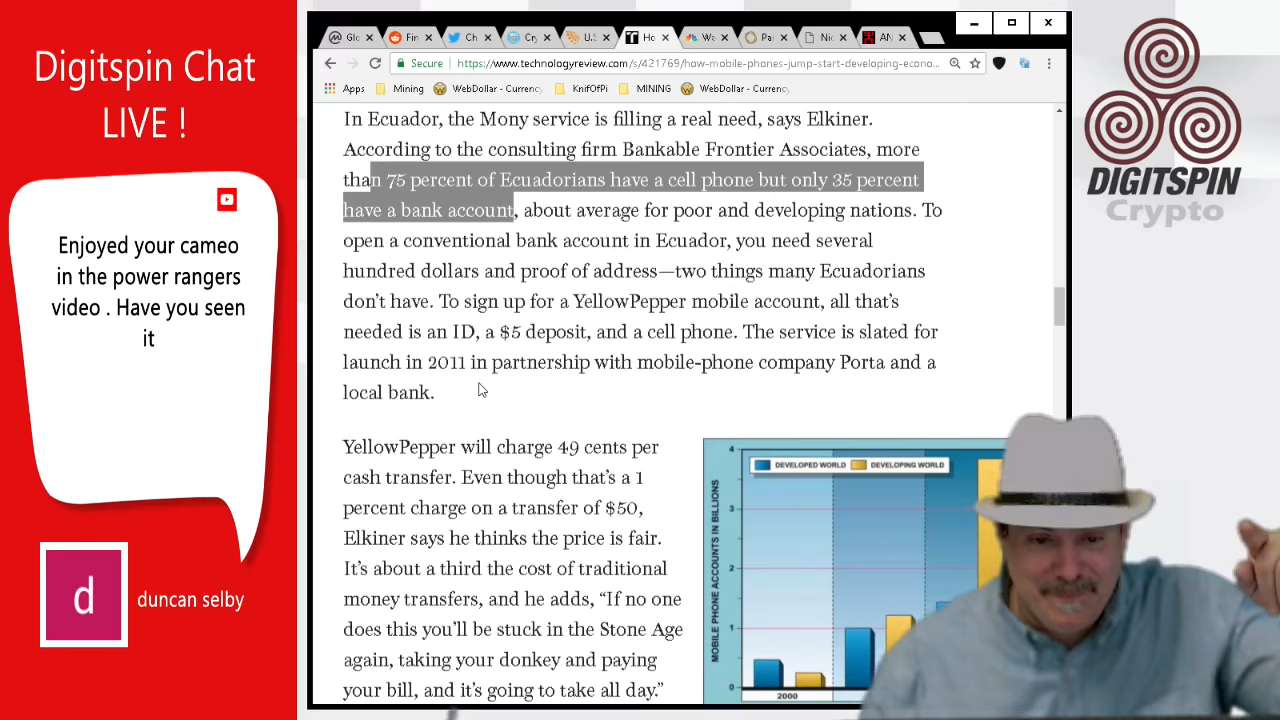 Digitspin Chat
LIVE !
Enjoyed your cameo
in the power rangers
video . Have you seen
it
d
duncan selby
Glo
Fin
Ch
Cry
U.S
Ho
Wa
Pai
Nic
AN
Secure
https://www.technologyreview.com/s/421769/how-mobile-phones-jump-start-developing-econo...
Apps
Mining
WebDollar - Currency
KnifOfPi
MINING
WebDollar - Currency
In Ecuador, the Mony service is filling a real need, says Elkiner.
According to the consulting firm Bankable Frontier Associates, more
than 75 percent of Ecuadorians have a cell phone but only 35 percent
have a bank account, about average for poor and developing nations. To
open a conventional bank account in Ecuador, you need several
hundred dollars and proof of address—two things many Ecuadorians
don’t have. To sign up for a YellowPepper mobile account, all that’s
needed is an ID, a $5 deposit, and a cell phone. The service is slated for
launch in 2011 in partnership with mobile-phone company Porta and a
local bank.
YellowPepper will charge 49 cents per
cash transfer. Even though that’s a 1
percent charge on a transfer of $50,
Elkiner says he thinks the price is fair.
It’s about a third the cost of traditional
money transfers, and he adds, “If no one
does this you’ll be stuck in the Stone Age
again, taking your donkey and paying
your bill, and it’s going to take all day.”
MOBILE PHONE ACCOUNTS IN BILLIONS
4
3
2
1
0
DEVELOPED WORLD
DEVELOPING WORLD
2000
DIGITSPIN
Crypto